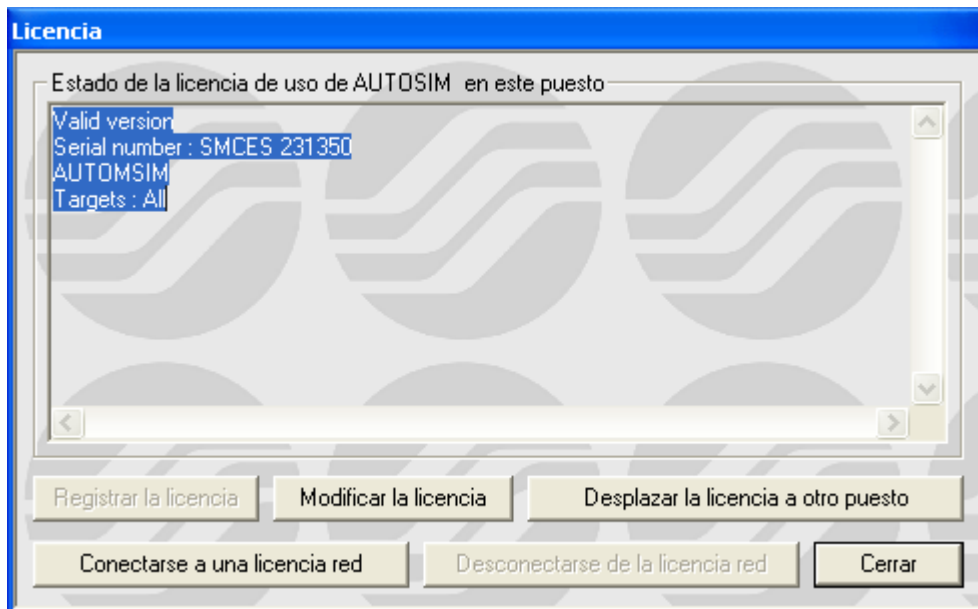 Licencia
Estado de la licencia de uso de AUTOSIM en este puesto
Valid version
Serial number : SMCES 231350
AUTOMSIM
Targets : All
Registrar la licencia
Modificar la licencia
Desplazar la licencia a otro puesto
Conectarse a una licencia red
Desconectarse de la licencia red
Cerrar